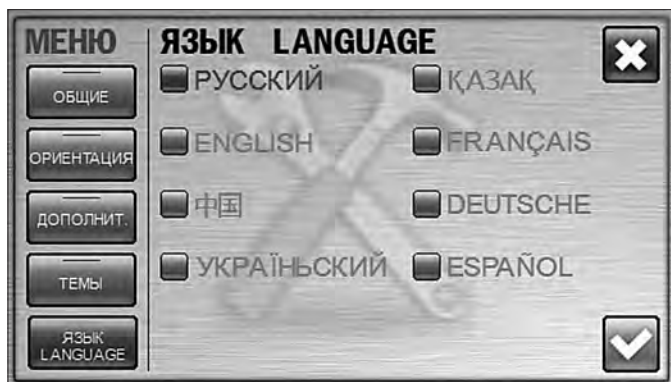 МЕНЮ
ОБЩИЕ
ОРИЕНТАЦИЯ
ДОПОЛНИТ.
ТЕМЫ
ЯЗЫК
LANGUAGE
ЯЗЫК LANGUAGE
РУССКИЙ
ҚАЗАҚ
ENGLISH
FRANÇAIS
中国
DEUTSCHE
УКРАЇНЬСКИЙ
ESPAÑOL